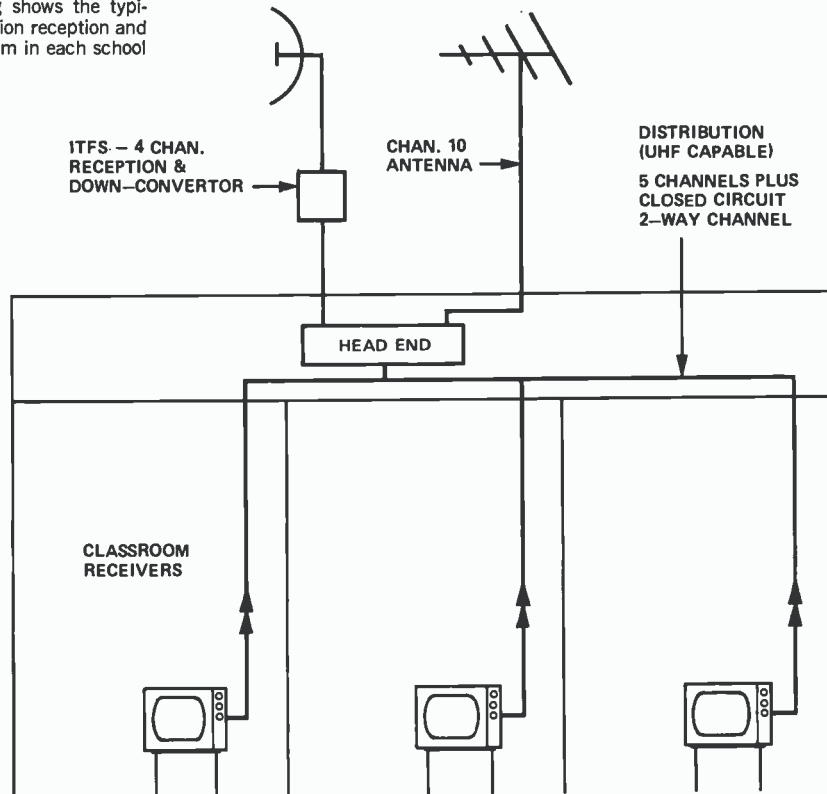 g shows the typi-
ion reception and
m in each school
ITFS – 4 CHAN.
RECEPTION &
DOWN–CONVERTOR
CHAN. 10
ANTENNA
DISTRIBUTION
(UHF CAPABLE)
5 CHANNELS PLUS
CLOSED CIRCUIT
2–WAY CHANNEL
HEAD END
CLASSROOM
RECEIVERS